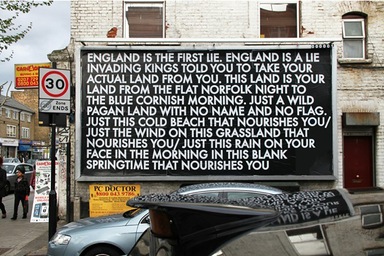 ENGLAND IS THE FIRST LIE. ENGLAND IS A LIE
INVADING KINGS TOLD YOU TO TAKE YOUR
ACTUAL LAND FROM YOU. THIS LAND IS YOUR
LAND FROM THE FLAT NORFOLK NIGHT TO
THE BLUE CORNISH MORNING. JUST A WILD
PAGAN LAND WITH NO NAME AND NO FLAG.
JUST THIS COLD BEACH THAT NOURISHES YOU/
JUST THE WIND ON THIS GRASSLAND THAT
NOURISHES YOU/ JUST THIS RAIN ON YOUR
FACE IN THE MORNING IN THIS BLANK
SPRINGTIME THAT NOURISHES YOU
30
Zone
ENDS
PC DOCTOR
0800 043 9786